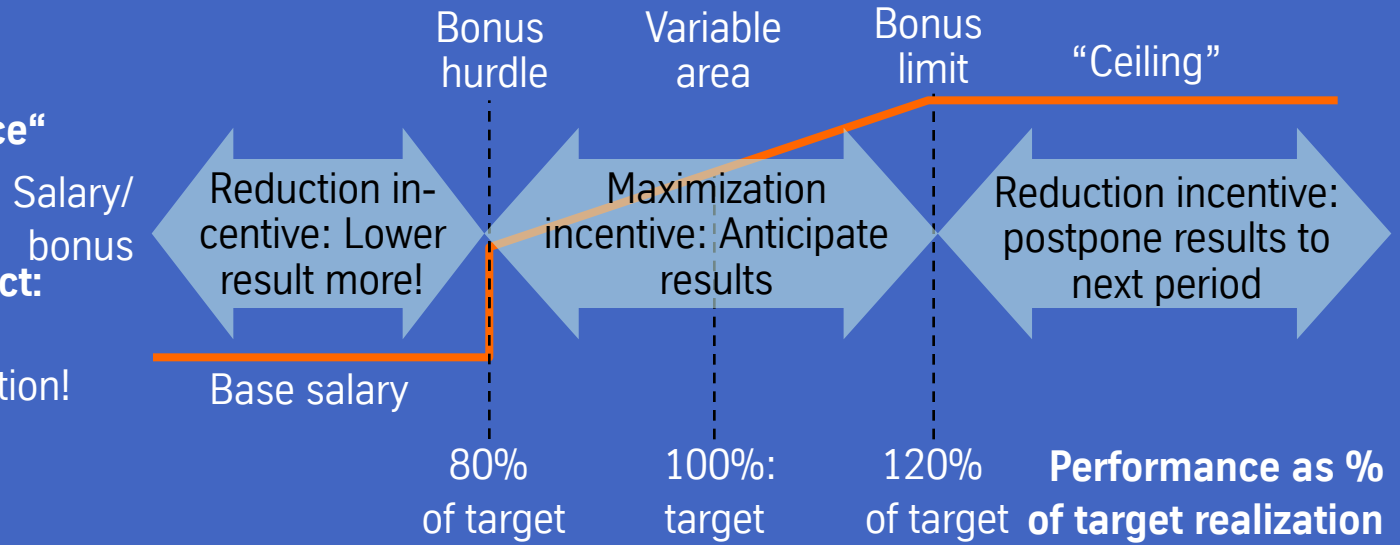 Bonus
hurdle
Variable
area
Bonus
limit
“Ceiling”
ce“
Salary/
bonus
ct:
tion!
Reduction in-
centive: Lower
result more!
Maximization
incentive: Anticipate
results
Reduction incentive:
postpone results to
next period
Base salary
80%
of target
100%:
target
120%
of target
Performance as %
of target realization